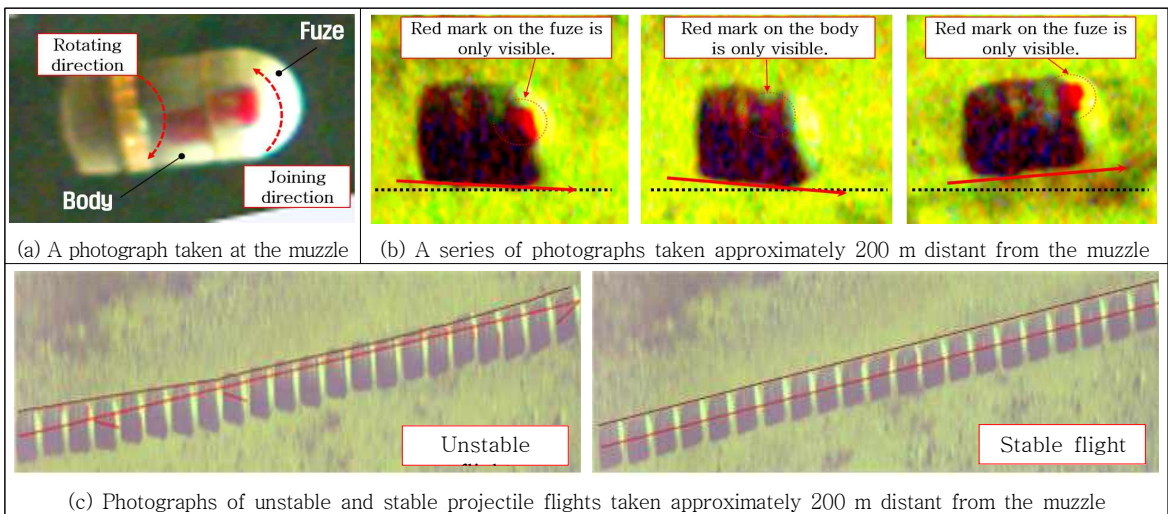 Rotating
direction
Fuze
Body
Joining
direction
(a) A photograph taken at the muzzle
Red mark on the fuze is
only visible.
Red mark on the body
is only visible.
Red mark on the fuze is
only visible.
(b) A series of photographs taken approximately 200 m distant from the muzzle
Unstable
Stable flight
(c) Photographs of unstable and stable projectile flights taken approximately 200 m distant from the muzzle